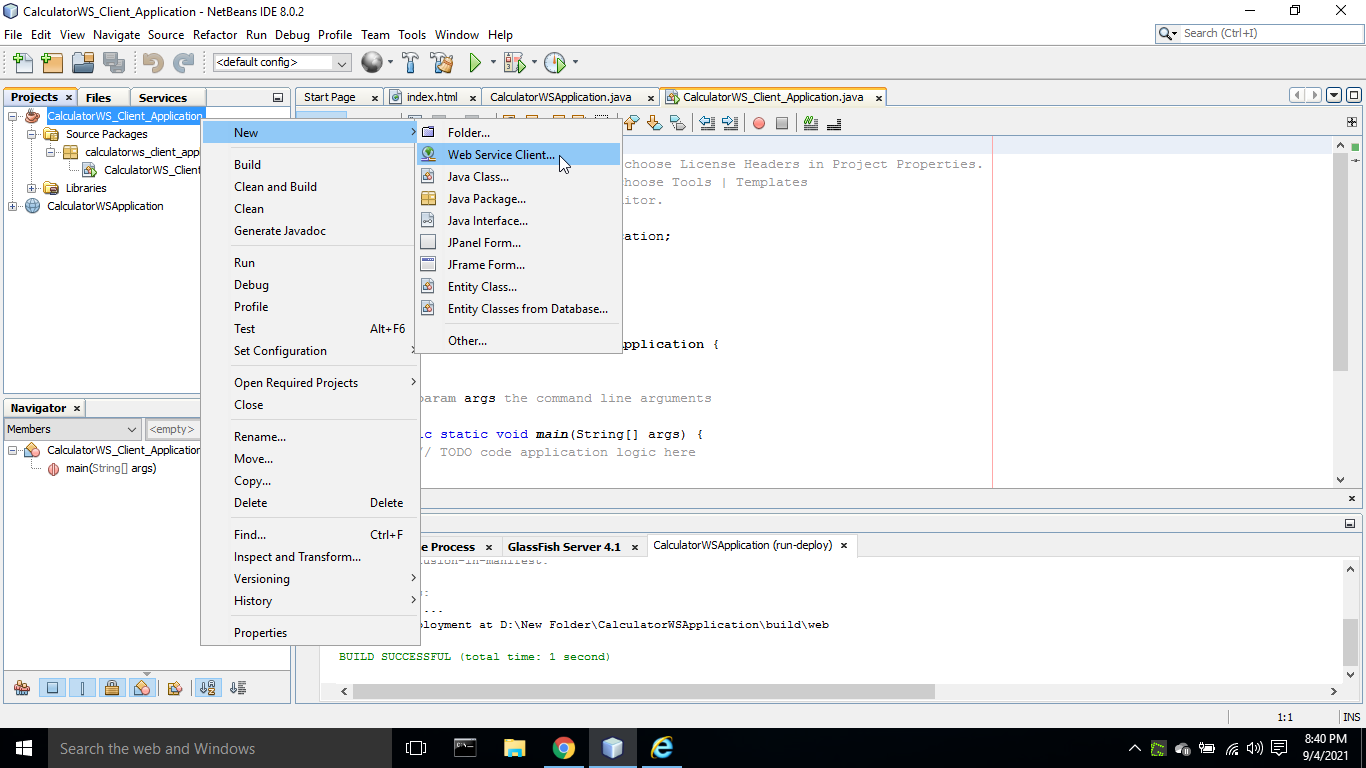 CalculatorWS_Client_Application - NetBeans IDE 8.0.2
File Edit View Navigate Source Refactor Run Debug Profile Team Tools Window Help
Search (Ctrl+I)
<default config>
Projects Files Services
Start Page index.html CalculatorWSApplication.java CalculatorWS_Client_Application.java
CalculatorWS_Client_Application
Source Packages
calculatorws_client_app
CalculatorWS_Client
Libraries
CalculatorWSApplication
New
Build
Clean and Build
Clean
Generate Javadoc
Run
Debug
Profile
Test Alt+F6
Set Configuration
Open Required Projects
Close
Rename...
Move...
Copy...
Delete Delete
Find... Ctrl+F
Inspect and Transform...
Versioning
History
Properties
Folder...
Web Service Client...
Java Class...
Java Package...
Java Interface...
JPanel Form...
JFrame Form...
Entity Class...
Entity Classes from Database...
Other...
choose License Headers in Project Properties.
hoose Tools | Templates
itor.
ation;
pplication {
param args the command line arguments
ic static void main(String[] args) {
// TODO code application logic here
Navigator
Members <empty>
CalculatorWS_Client_Application
main(String[] args)
e Process GlassFish Server 4.1 CalculatorWSApplication (run-deploy)
usion-in-manifest:
s:
...
ployment at D:\New Folder\CalculatorWSApplication\build\web
BUILD SUCCESSFUL (total time: 1 second)
1:1 INS
Search the web and Windows
8:40 PM
9/4/2021